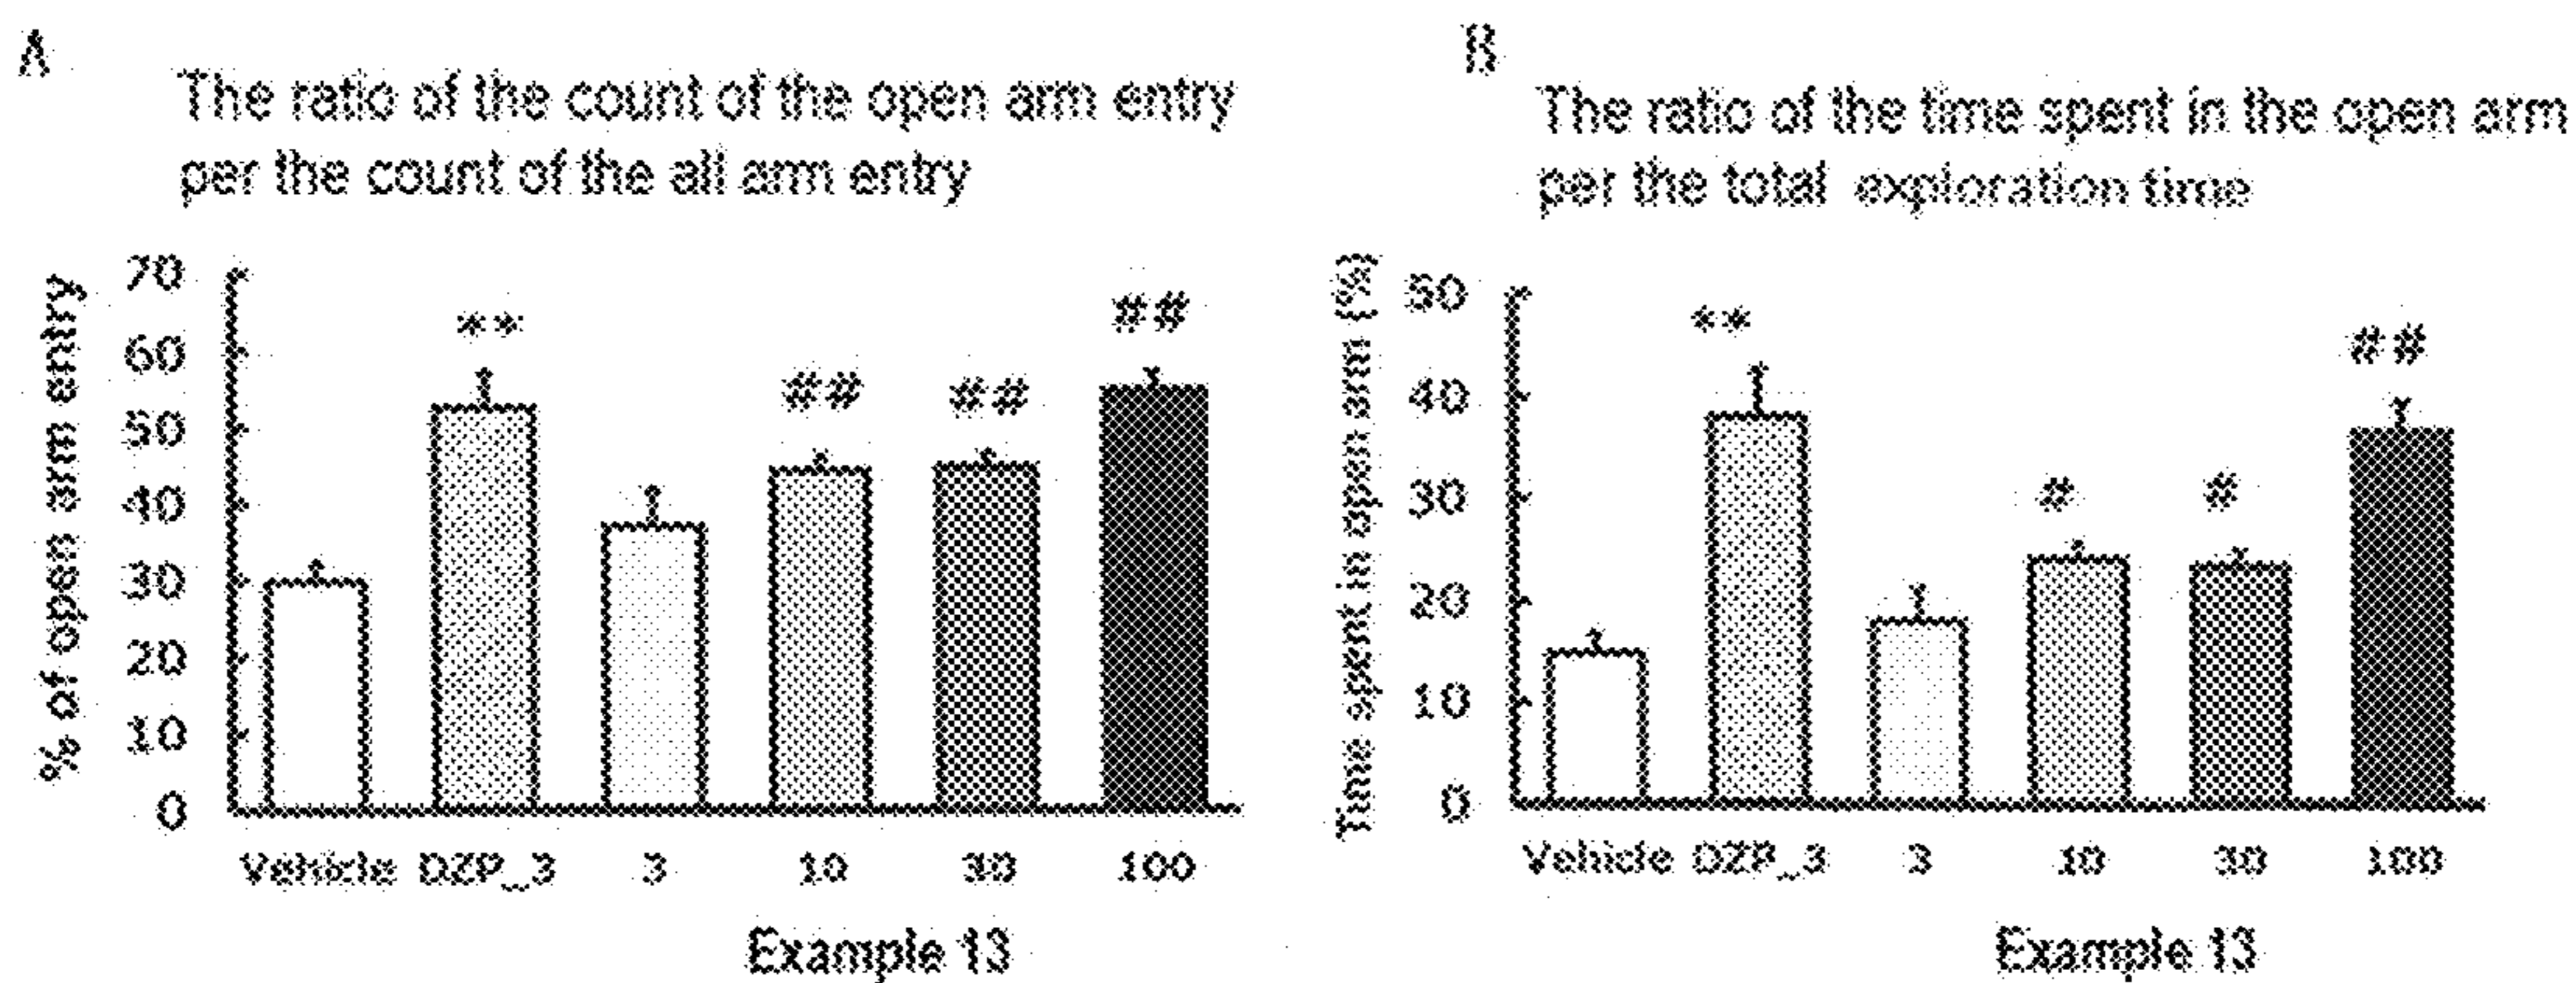 A
The ratio of the count of the open arm entry
per the count of the all arm entry
% of open arm entry
70
60
50
40
30
20
10
0
**
##
##
##
Vehicle DZP_3 3 10 30 100
Example 13
B
The ratio of the time spent in the open arm
per the total exploration time
Time spent in open arm (%)
50
40
30
20
10
0
**
#
#
##
Vehicle DZP_3 3 10 30 100
Example 13